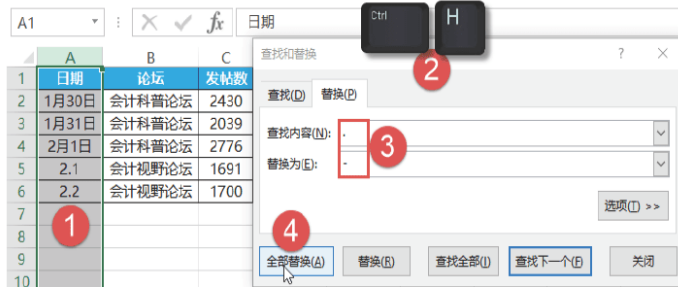 A1 fx 日期
Ctrl H
2
A B C
1 日期 论坛 发帖数
2 1月30日 会计科普论坛 2430
3 1月31日 会计科普论坛 2039
4 2月1日 会计科普论坛 2776
5 2.1 会计视野论坛 1691
6 2.2 会计视野论坛 1700
7
8
9
10
1
查找和替换 ? ×
查找(D) 替换(P)
查找内容(N): .
替换为(E): -
3
选项(T) >>
4
全部替换(A) 替换(R) 查找全部(I) 查找下一个(F) 关闭